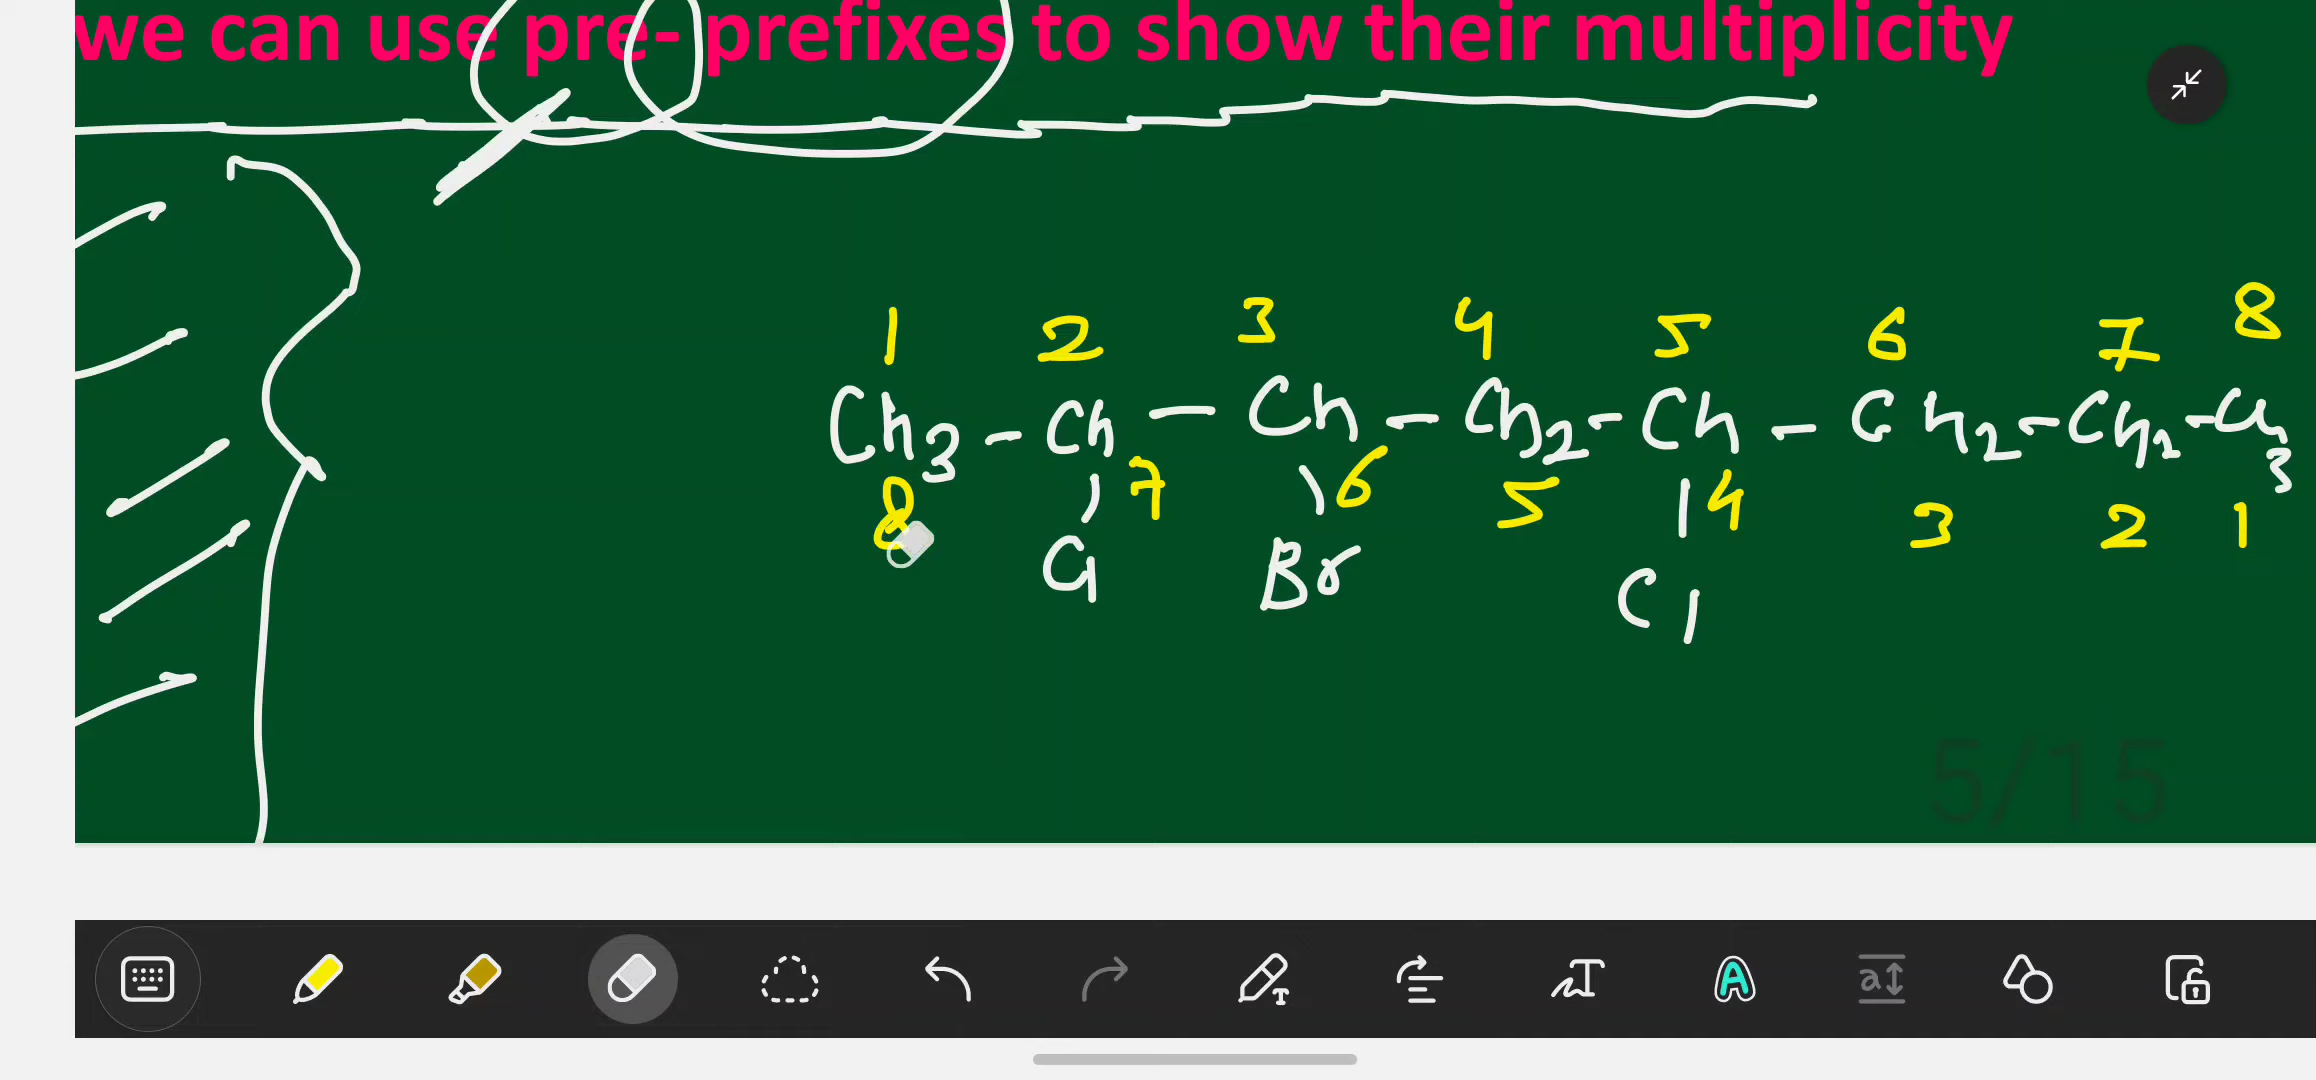 we can use pre- prefixes to show their multiplicity
1 2 3 4 5 6 7 8
Ch3 - Ch - Ch - Ch2 - Ch - Ch2 - Ch2 - Ch3
8 7 6 5 4 3 2 1
Cl Br Cl
5/15